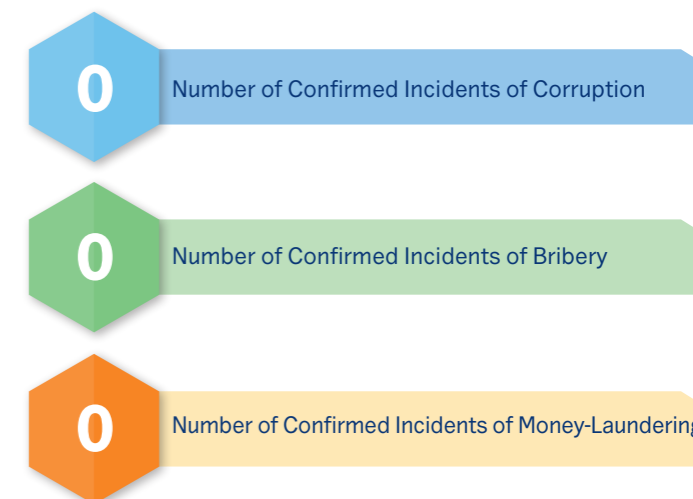 0
Number of Confirmed Incidents of Corruption
0
Number of Confirmed Incidents of Bribery
0
Number of Confirmed Incidents of Money-Laundering